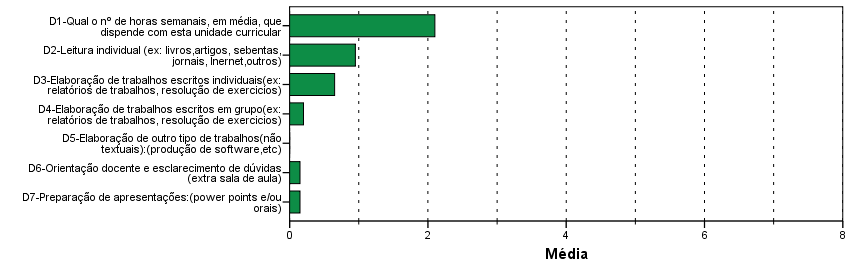 D1-Qual o nº de horas semanais, em média, que
dispende com esta unidade curricular
D2-Leitura individual (ex: livros,artigos, sebentas,
jornais, Inernet,outros)
D3-Elaboração de trabalhos escritos individuais(ex:
relatórios de trabalhos, resolução de exercicios)
D4-Elaboração de trabalhos escritos em grupo(ex:
relatórios de trabalhos, resolução de exercicios)
D5-Elaboração de outro tipo de trabalhos(não
textuais):(produção de software,etc)
D6-Orientação docente e esclarecimento de dúvidas
(extra sala de aula)
D7-Preparação de apresentações:(power points e/ou
orais)
0 2 4 6 8
Média